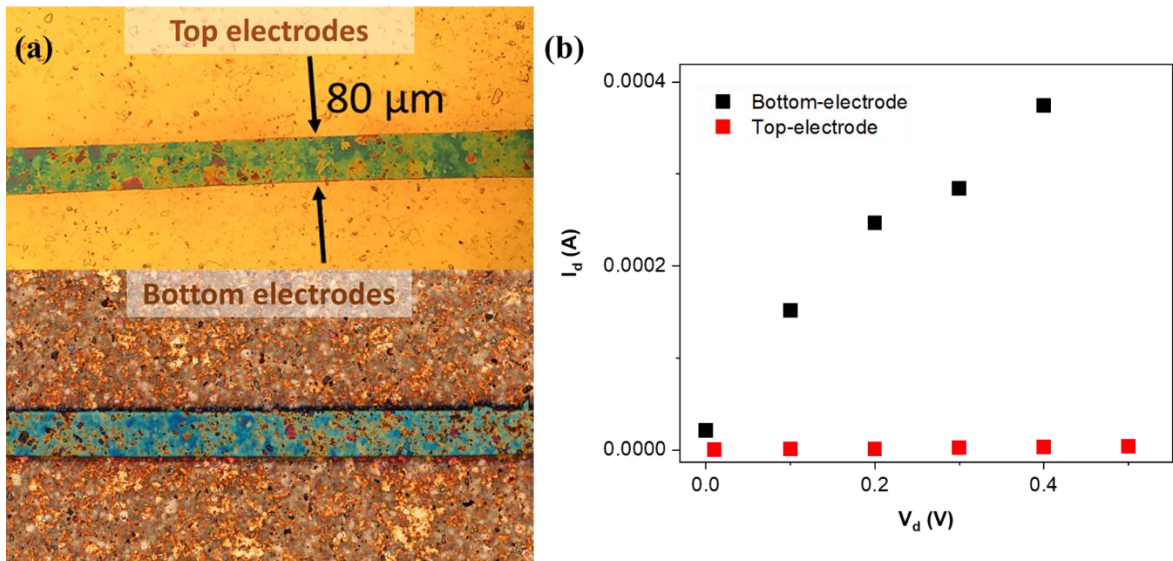 (a)
Top electrodes
80 μm
Bottom electrodes
(b)
0.0004
0.0002
0.0000
I_d (A)
Bottom-electrode
Top-electrode
0.0
0.2
0.4
V_d (V)